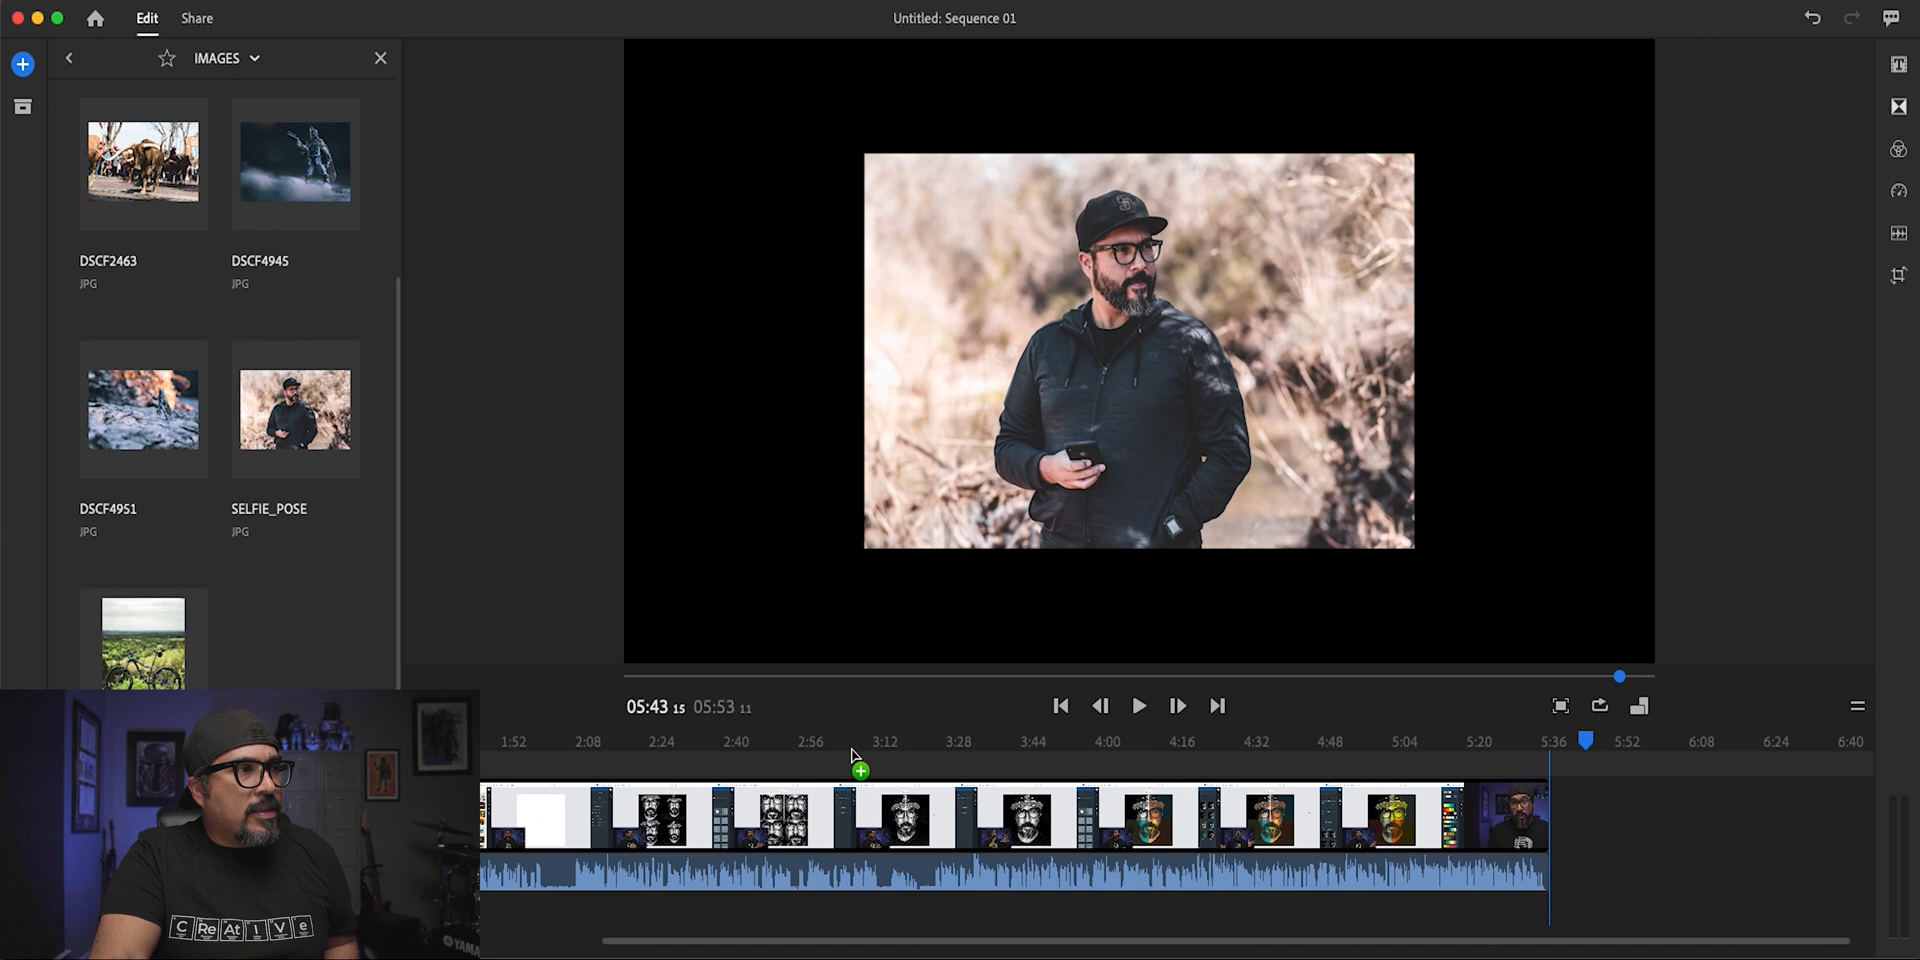 Edit
Share
Untitled: Sequence 01
IMAGES
DSCF2463
JPG
DSCF4945
JPG
DSCF4951
JPG
SELFIE_POSE
JPG
05:43 15 05:53 11
1:52 2:08 2:24 2:40 2:56 3:12 3:28 3:44 4:00 4:16 4:32 4:48 5:04 5:20 5:36 5:52 6:08 6:24 6:40
CReAtIVe
YAMA